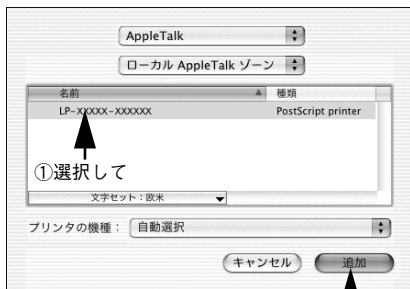 AppleTalk
ローカル AppleTalk ゾーン
名前 種類
LP-XXXXX-XXXXXX PostScript printer
①選択して
文字セット：欧米
プリンタの機種： 自動選択
キャンセル 追加